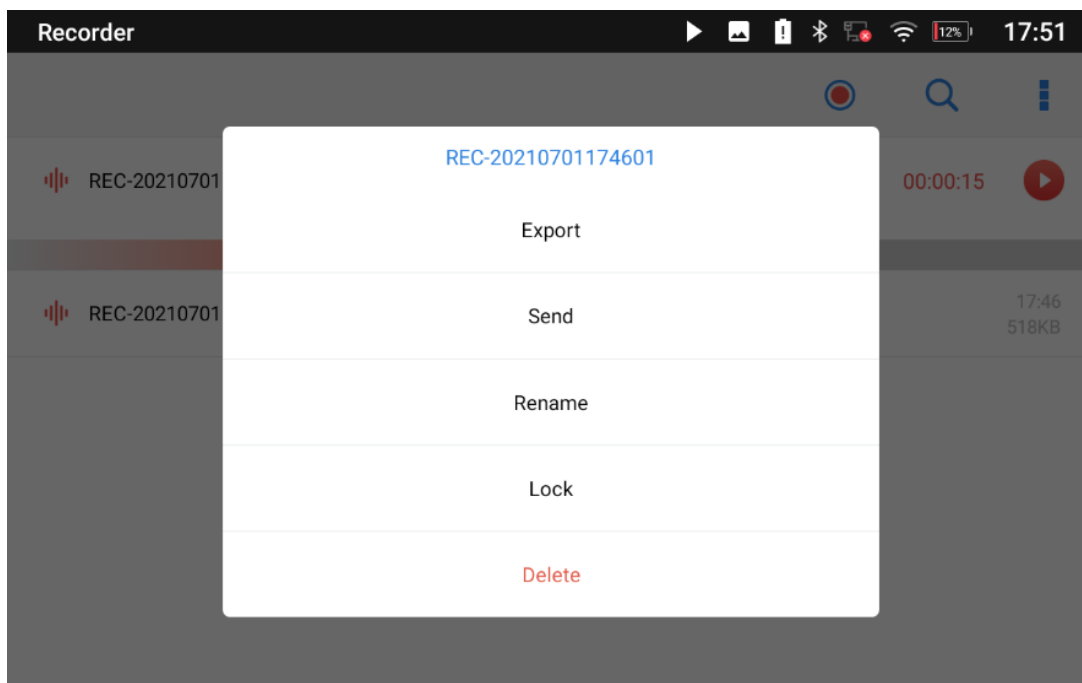 Recorder 12% 17:51
REC-20210701174601
REC-20210701 00:00:15
Export
Send
REC-20210701 17:46
518KB
Rename
Lock
Delete